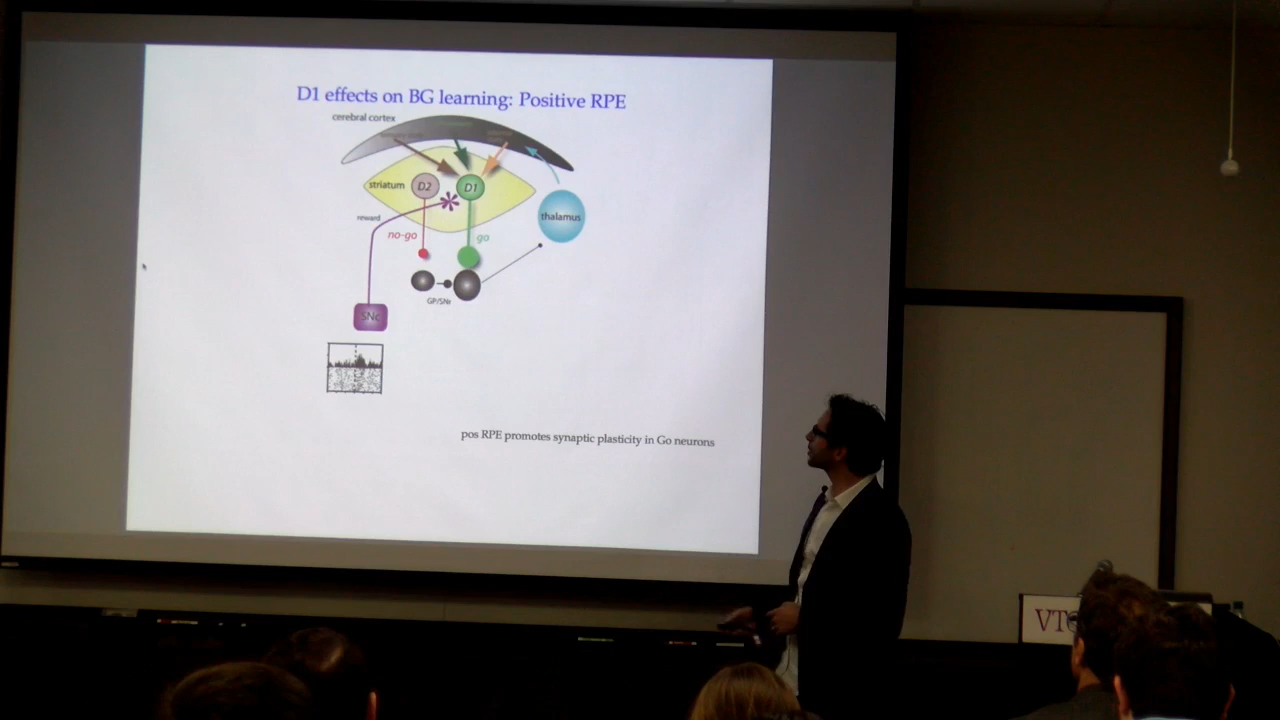 D1 effects on BG learning: Positive RPE
cerebral cortex
striatum
D2
D1
thalamus
reward
no-go
go
GP/SNr
SNc
pos RPE promotes synaptic plasticity in Go neurons
VTC